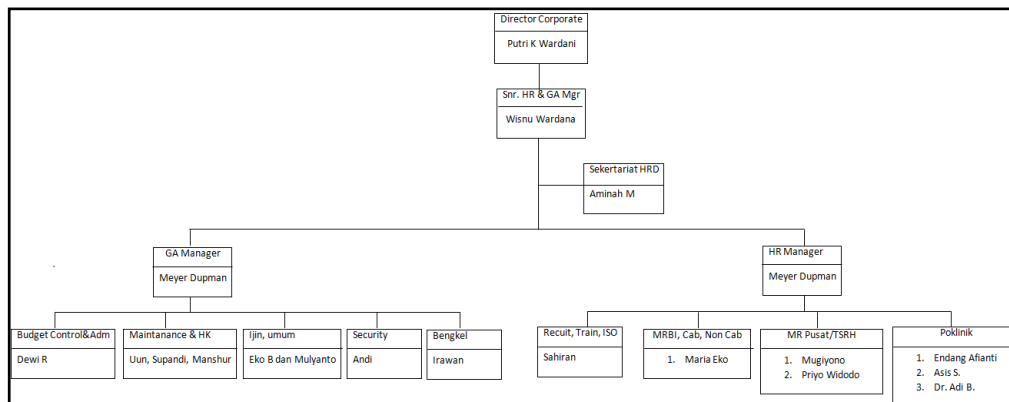 Director Corporate
Putri K Wardani
Snr. HR & GA Mgr
Wisnu Wardana
Sekertariat HRD
Aminah M
GA Manager
Meyer Dupman
HR Manager
Meyer Dupman
Budget Control&Adm
Dewi R
Maintanance & HK
Uun, Supandi, Manshur
Ijin, umum
Eko B dan Mulyanto
Security
Andi
Bengkel
Irawan
Recuit, Train, ISO
Sahiran
MRBI, Cab, Non Cab
1. Maria Eko
MR Pusat/TSRH
1. Mugiyono
2. Priyo Widodo
Poklinik
1. Endang Afianti
2. Asis S.
3. Dr. Adi B.